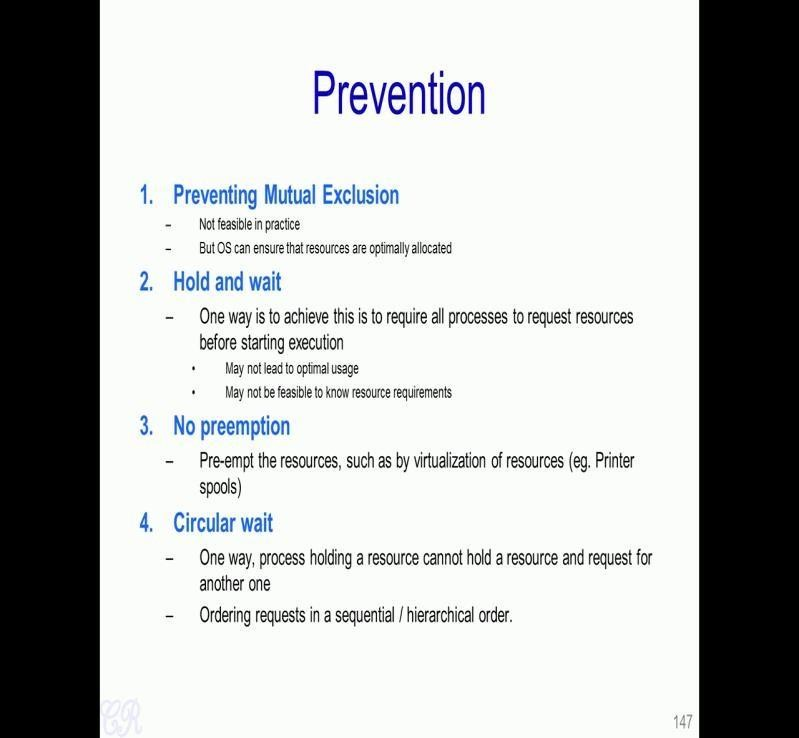 Prevention
1. Preventing Mutual Exclusion
– Not feasible in practice
– But OS can ensure that resources are optimally allocated
2. Hold and wait
– One way is to achieve this is to require all processes to request resources
before starting execution
• May not lead to optimal usage
• May not be feasible to know resource requirements
3. No preemption
– Pre-empt the resources, such as by virtualization of resources (eg. Printer
spools)
4. Circular wait
– One way, process holding a resource cannot hold a resource and request for
another one
– Ordering requests in a sequential / hierarchical order.
CR
147